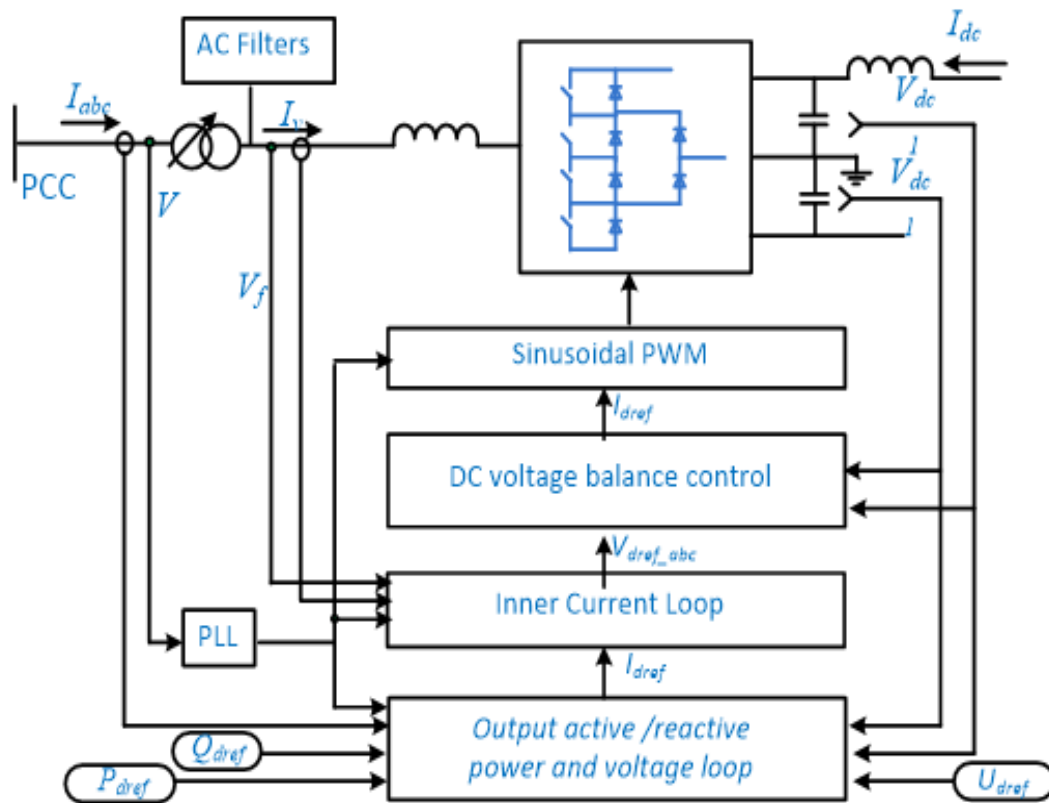 AC Filters
I_dc
I_abc
I_v
V_dc
1
PCC
V
V_dc
1
V_f
Sinusoidal PWM
I_dref
DC voltage balance control
V_dref_abc
Inner Current Loop
PLL
I_dref
Output active /reactive
power and voltage loop
Q_dref
P_dref
U_dref